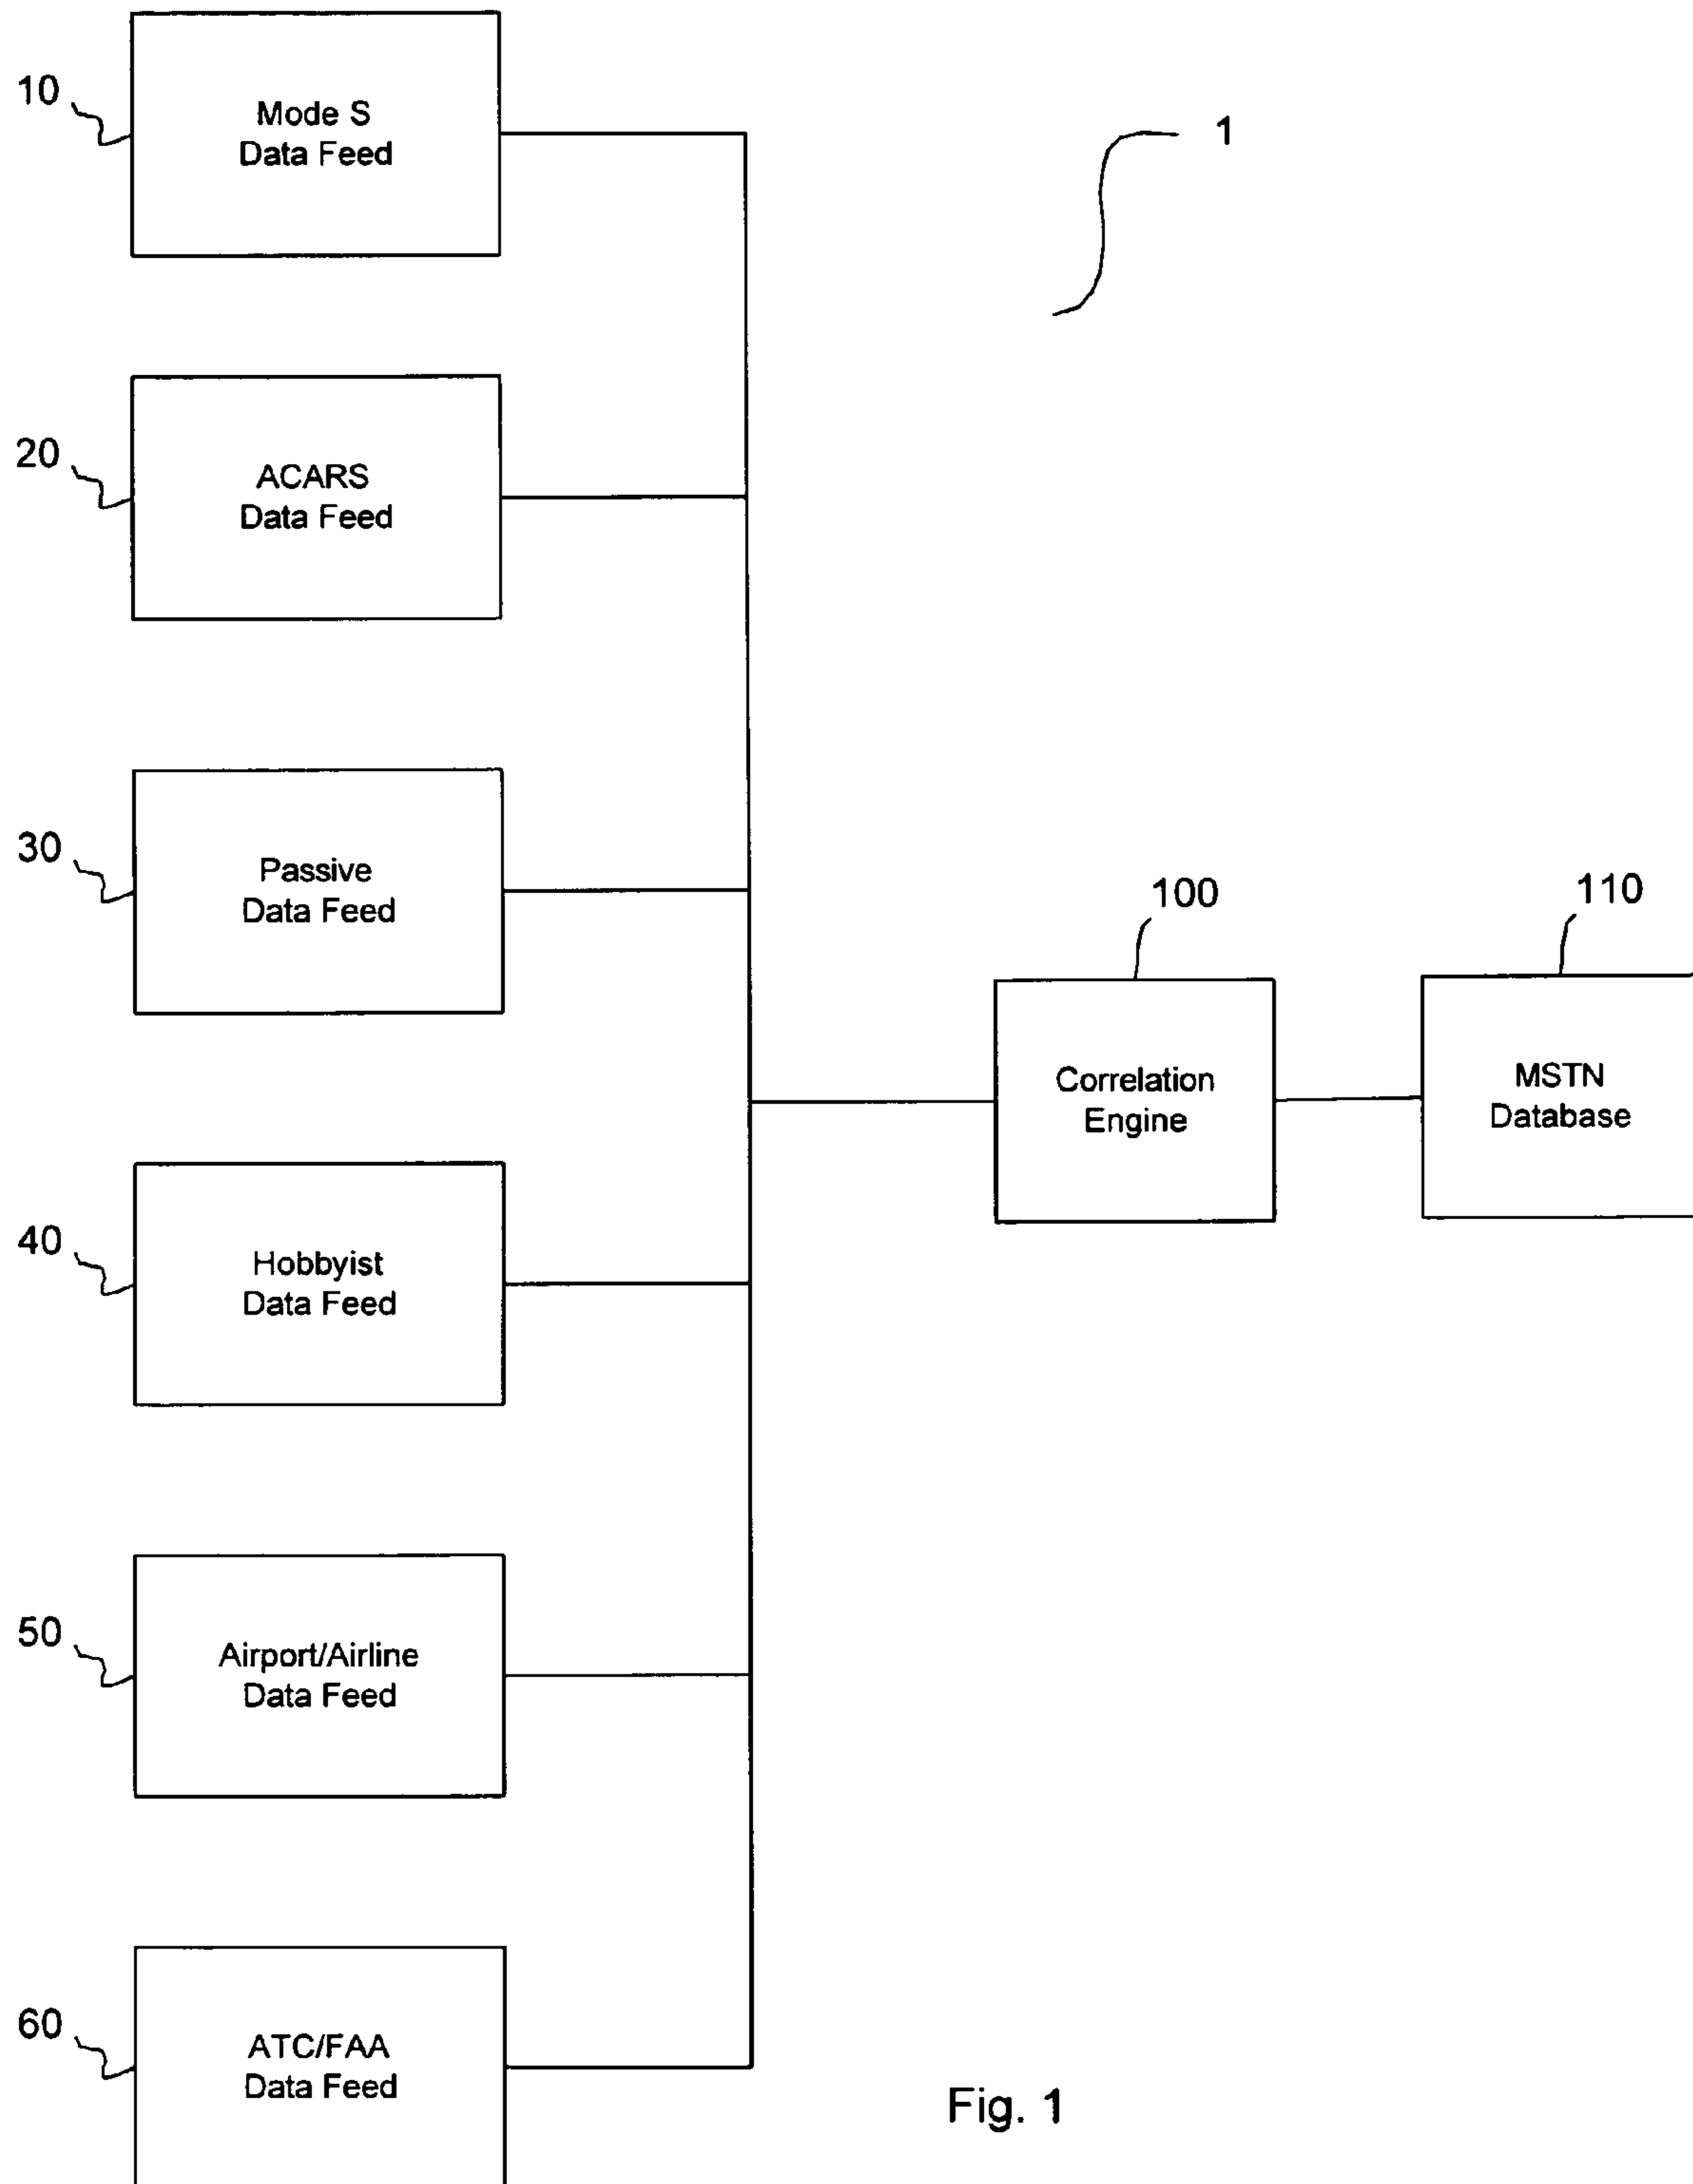 10
Mode S
Data Feed
1
20
ACARS
Data Feed
30
Passive
Data Feed
100
110
Correlation
Engine
MSTN
Database
40
Hobbyist
Data Feed
50
Airport/Airline
Data Feed
60
ATC/FAA
Data Feed
Fig. 1